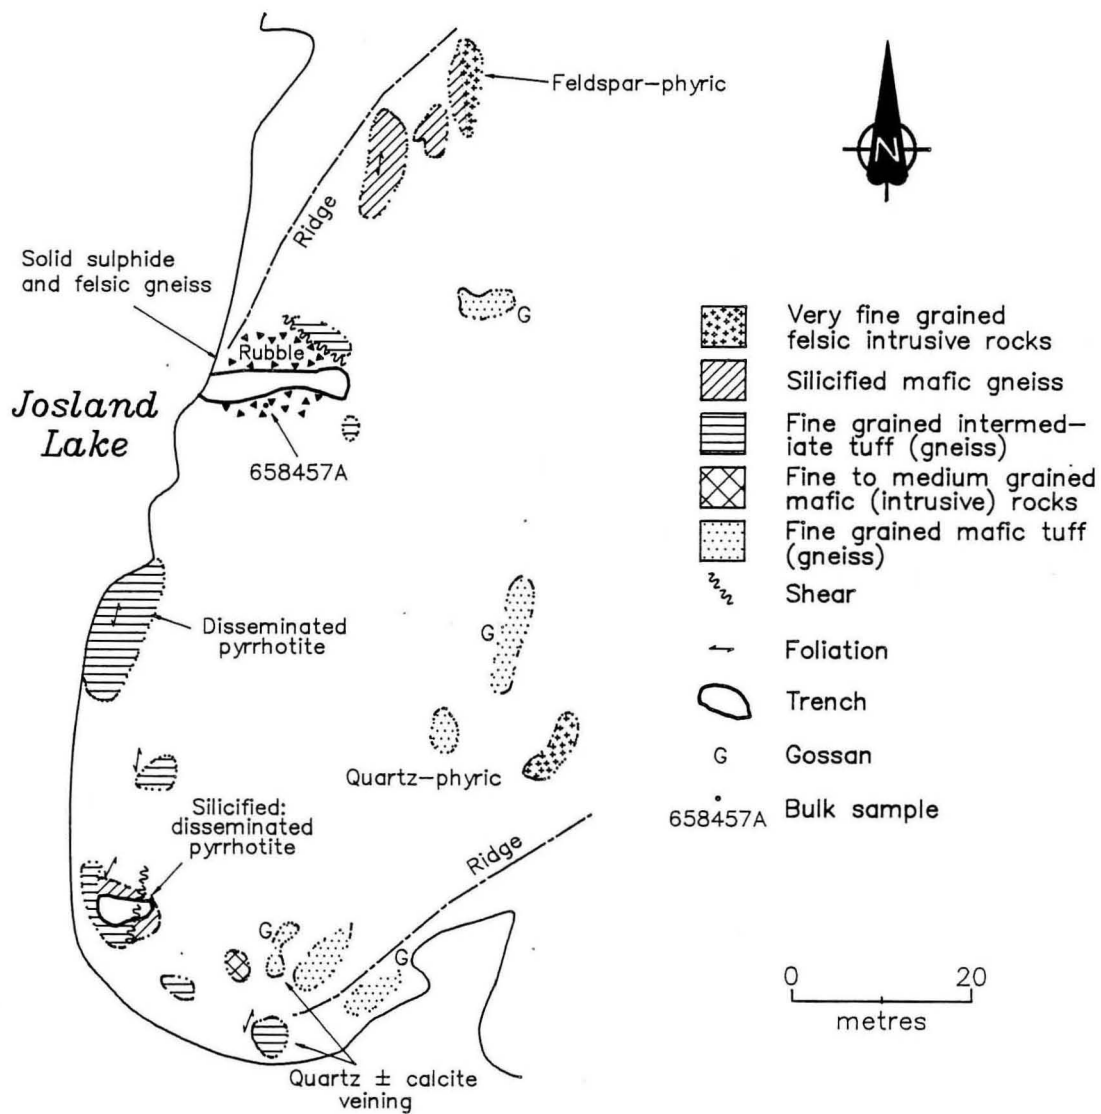 Feldspar-phyric
N
Ridge
Solid sulphide
and felsic gneiss
G
Rubble
Josland
Lake
658457A
Disseminated
pyrrhotite
G
Quartz-phyric
Silicified:
disseminated
pyrrhotite
Ridge
G
G
Quartz ± calcite
veining
Very fine grained
felsic intrusive rocks
Silicified mafic gneiss
Fine grained intermed-
iate tuff (gneiss)
Fine to medium grained
mafic (intrusive) rocks
Fine grained mafic tuff
(gneiss)
Shear
Foliation
Trench
G Gossan
658457A Bulk sample
0 20
metres